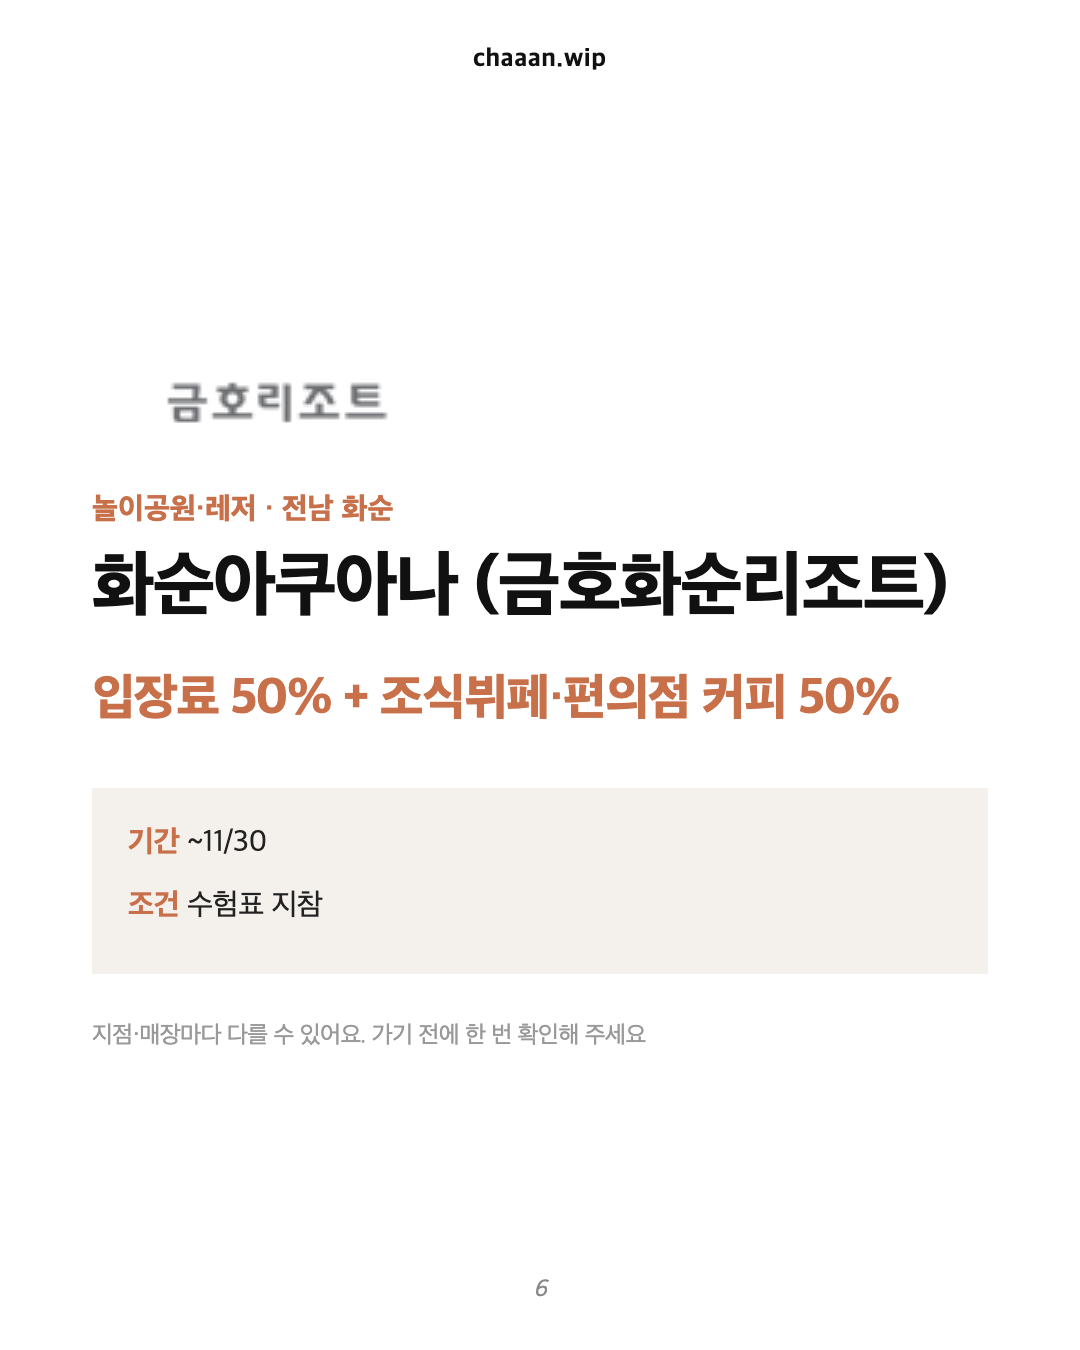 chaaan.wip
금호리조트
놀이공원·레저 · 전남 화순
화순아쿠아나 (금호화순리조트)
입장료 50% + 조식뷔페·편의점 커피 50%
기간 ~11/30
조건 수험표 지참
지점·매장마다 다를 수 있어요. 가기 전에 한 번 확인해 주세요
6